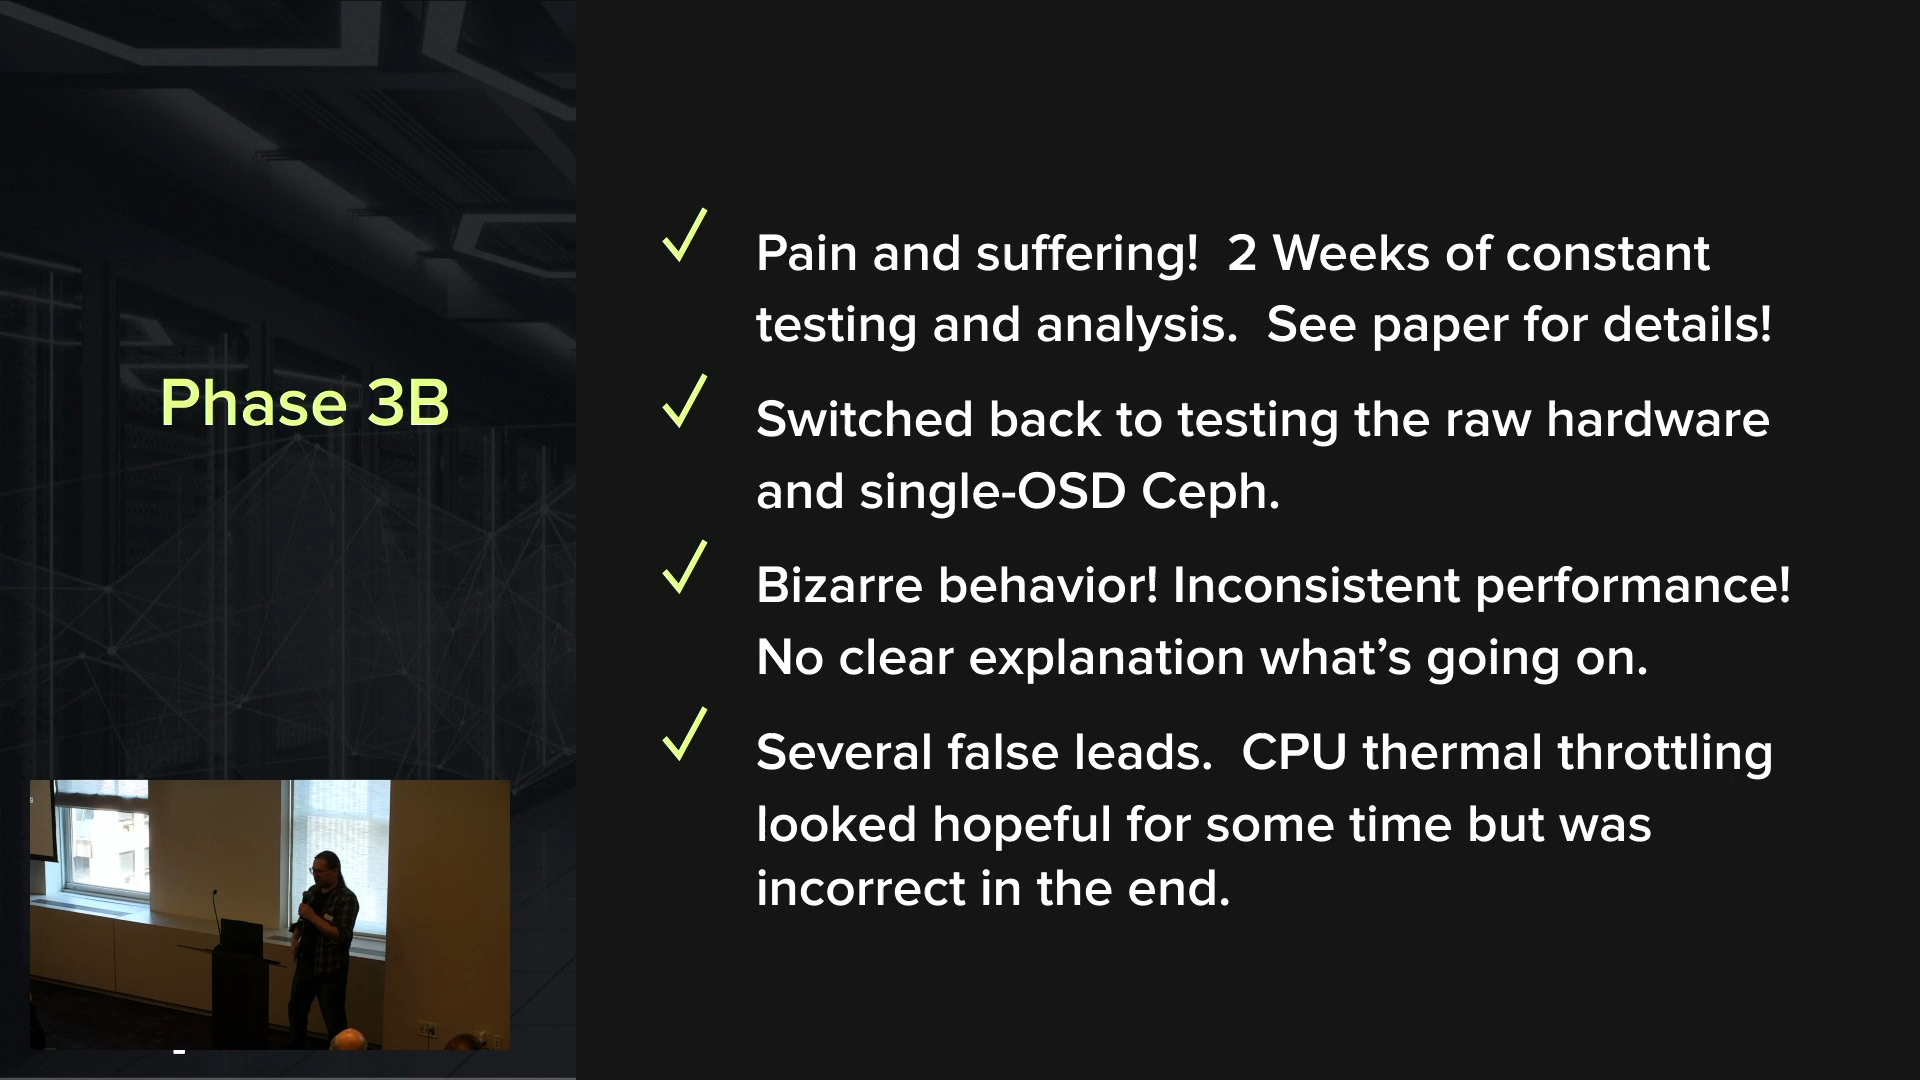 Phase 3B
Pain and suffering!  2 Weeks of constant
testing and analysis.  See paper for details!
Switched back to testing the raw hardware
and single-OSD Ceph.
Bizarre behavior! Inconsistent performance!
No clear explanation what’s going on.
Several false leads.  CPU thermal throttling
looked hopeful for some time but was
incorrect in the end.